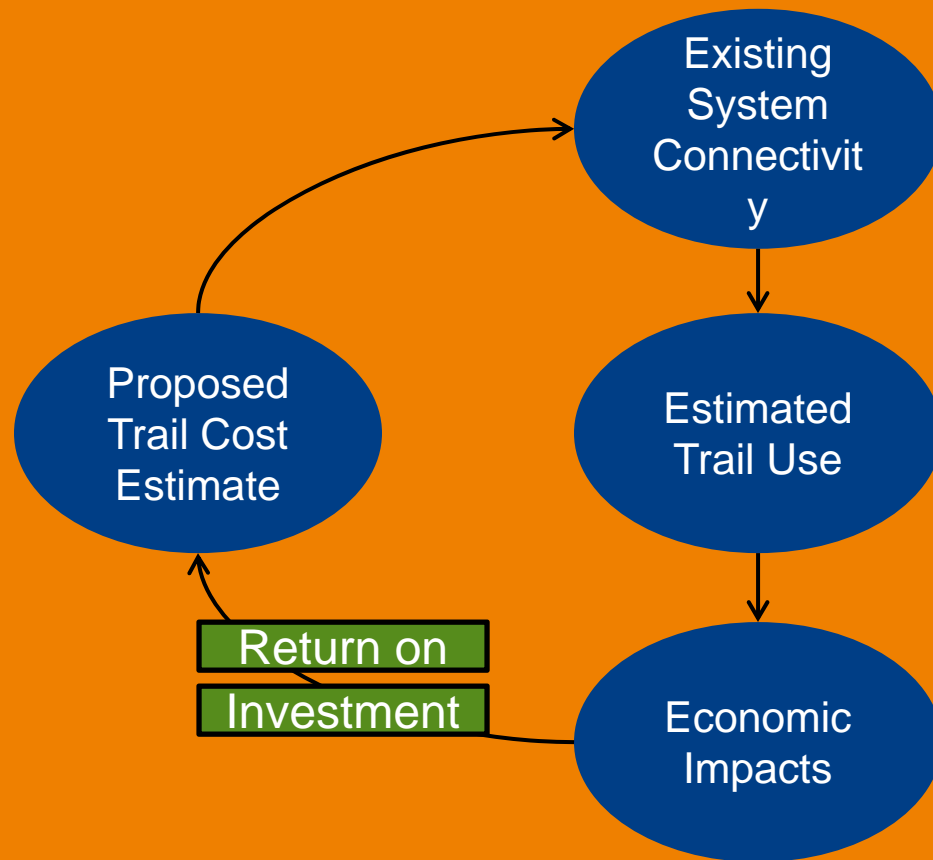 Existing
System
Connectivit
y
Proposed
Trail Cost
Estimate
Estimated
Trail Use
Return on
Investment
Economic
Impacts